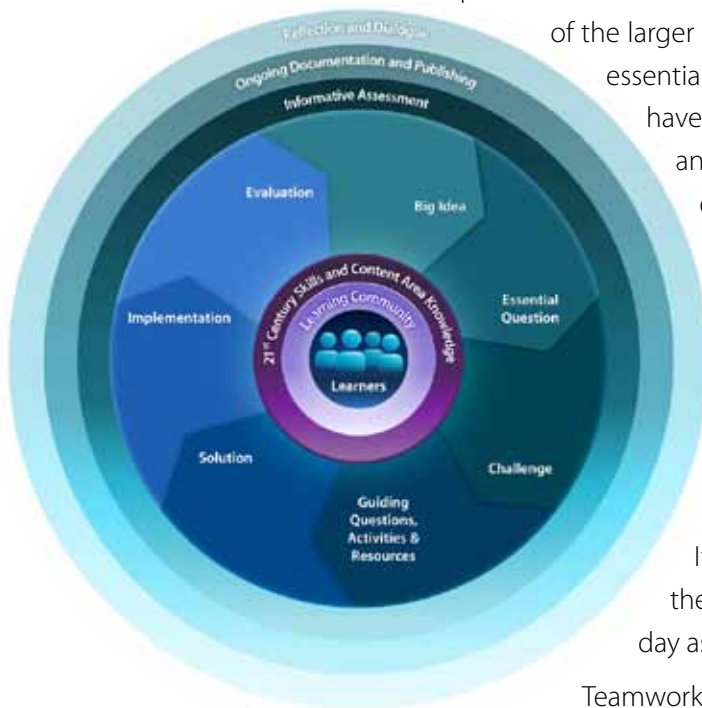 of the larger
essentia
have
an
Reflection and Dialogue
Ongoing Documentation and Publishing
Informative Assessment
Evaluation
Big Idea
Essential
Question
Challenge
Guiding
Questions,
Activities &
Resources
Solution
Implementation
21st Century Skills and Content Area Knowledge
Learning Community
Learners
the
day as
Teamwork